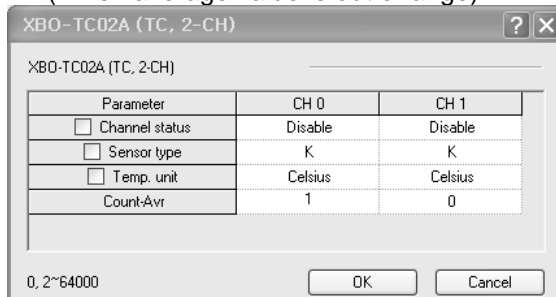 XBO-TC02A (TC, 2-CH)
XBO-TC02A (TC, 2-CH)
Parameter CH 0 CH 1
Channel status Disable Disable
Sensor type K K
Temp. unit Celsius Celsius
Count-Avr 1 0
0, 2~64000 OK Cancel